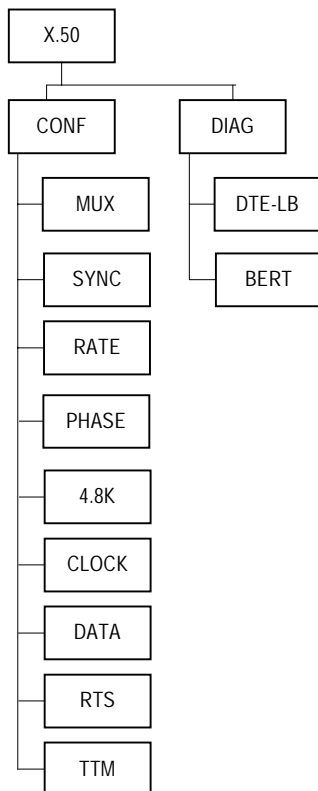 X.50
CONF
DIAG
MUX
DTE-LB
SYNC
BERT
RATE
PHASE
4.8K
CLOCK
DATA
RTS
TTM